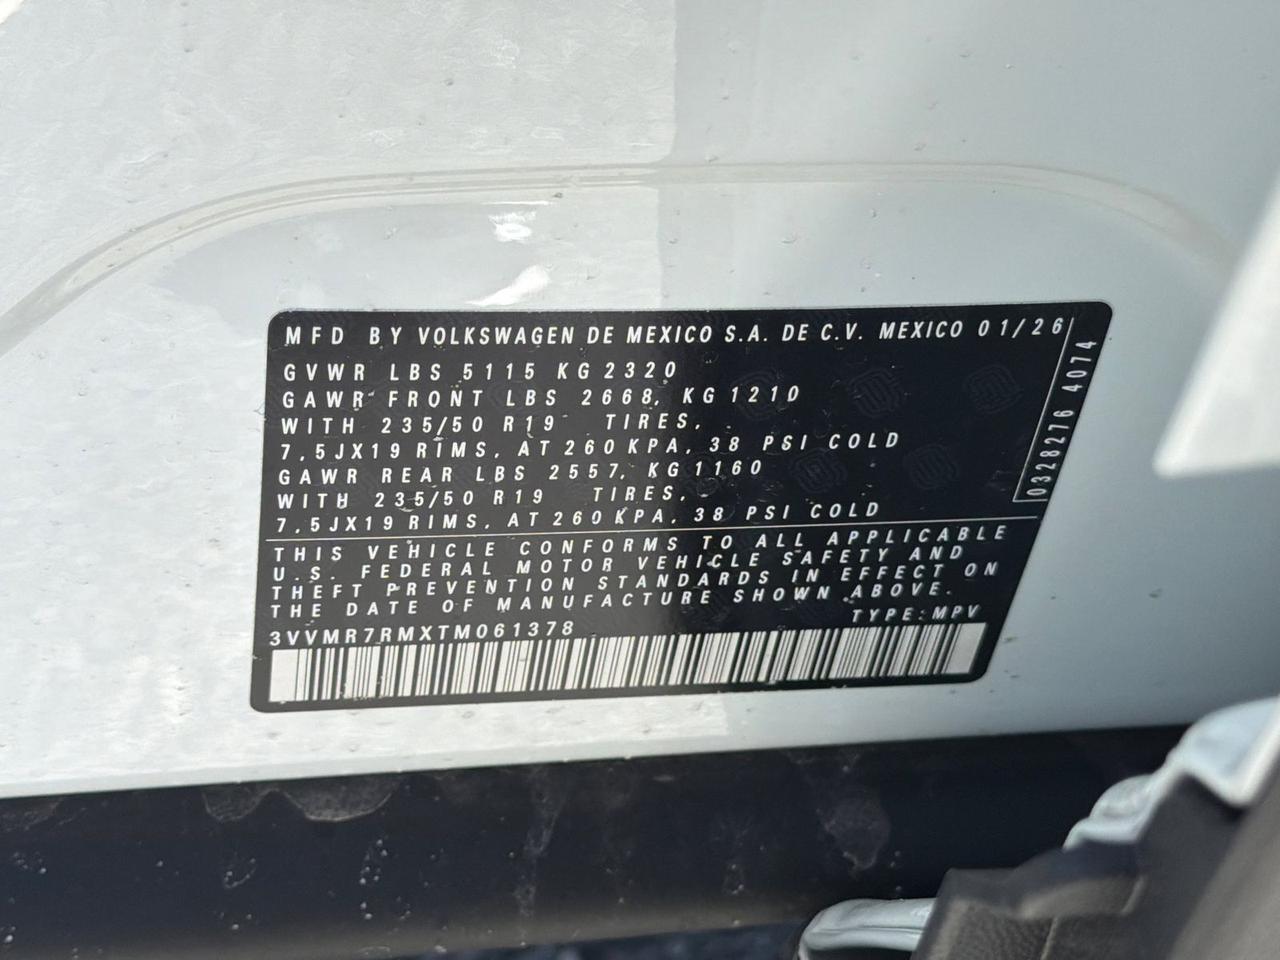 MFD BY VOLKSWAGEN DE MEXICO S.A. DE C.V. MEXICO 01/26
GVWR LBS 5115 KG 2320
GAWR FRONT LBS 2668, KG 1210
WITH 235/50 R19 TIRES,
7,5JX19 RIMS, AT 260 KPA, 38 PSI COLD
GAWR REAR LBS 2557, KG 1160
WITH 235/50 R19 TIRES,
7,5JX19 RIMS, AT 260 KPA, 38 PSI COLD
0328276 4074
THIS VEHICLE CONFORMS TO ALL APPLICABLE
U.S. FEDERAL MOTOR VEHICLE SAFETY AND
THEFT PREVENTION STANDARDS IN EFFECT ON
THE DATE OF MANUFACTURE SHOWN ABOVE.
TYPE: MPV
3VVMR7RMXTM061378